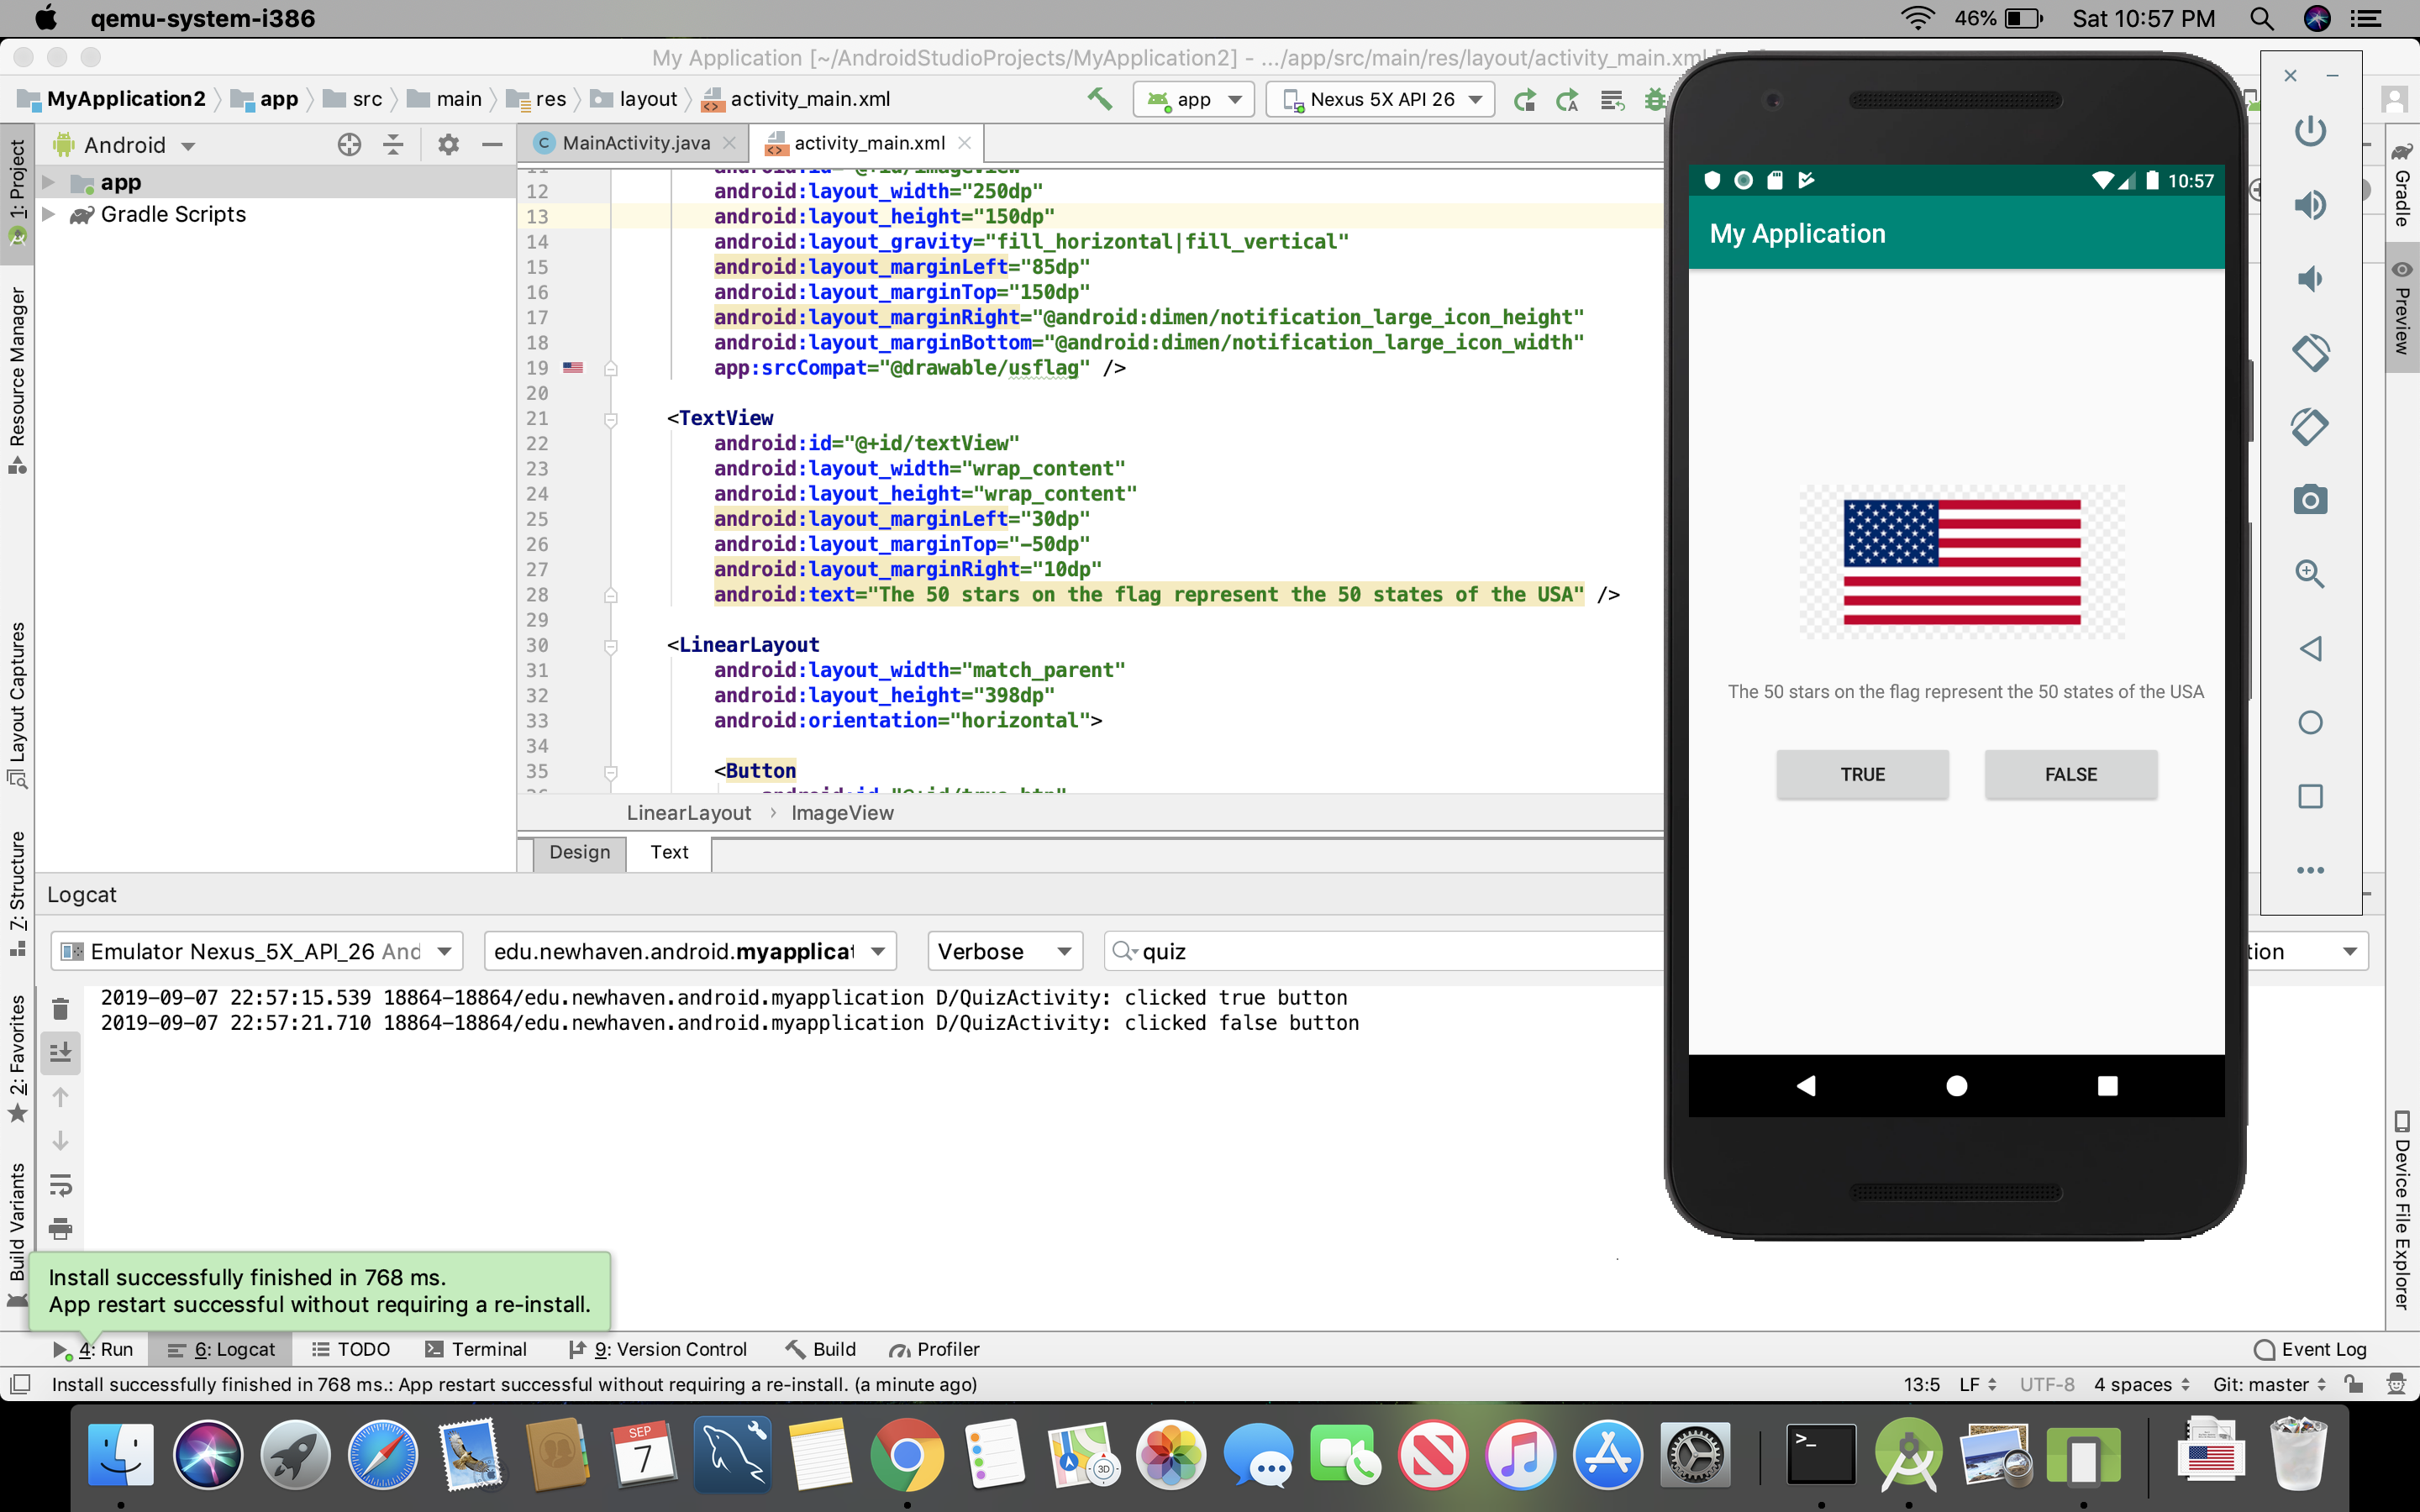 qemu-system-i386
46%
Sat 10:57 PM
My Application [~/AndroidStudioProjects/MyApplication2] - .../app/src/main/res/layout/activity_main.xml
MyApplication2
app
src
main
res
layout
activity_main.xml
app
Nexus 5X API 26
1: Project
Resource Manager
Layout Captures
7: Structure
2: Favorites
Build Variants
Android
app
Gradle Scripts
MainActivity.java
activity_main.xml
12 android:layout_width="250dp"
13 android:layout_height="150dp"
14 android:layout_gravity="fill_horizontal|fill_vertical"
15 android:layout_marginLeft="85dp"
16 android:layout_marginTop="150dp"
17 android:layout_marginRight="@android:dimen/notification_large_icon_height"
18 android:layout_marginBottom="@android:dimen/notification_large_icon_width"
19 app:srcCompat="@drawable/usflag" />
20
21 <TextView
22 android:id="@+id/textView"
23 android:layout_width="wrap_content"
24 android:layout_height="wrap_content"
25 android:layout_marginLeft="30dp"
26 android:layout_marginTop="-50dp"
27 android:layout_marginRight="10dp"
28 android:text="The 50 stars on the flag represent the 50 states of the USA" />
29
30 <LinearLayout
31 android:layout_width="match_parent"
32 android:layout_height="398dp"
33 android:orientation="horizontal">
34
35 <Button
LinearLayout › ImageView
Design
Text
10:57
My Application
The 50 stars on the flag represent the 50 states of the USA
TRUE
FALSE
Gradle
Preview
Device File Explorer
Logcat
Emulator Nexus_5X_API_26 And
edu.newhaven.android.myapplicat
Verbose
quiz
tion
2019-09-07 22:57:15.539 18864-18864/edu.newhaven.android.myapplication D/QuizActivity: clicked true button
2019-09-07 22:57:21.710 18864-18864/edu.newhaven.android.myapplication D/QuizActivity: clicked false button
Install successfully finished in 768 ms.
App restart successful without requiring a re-install.
4: Run
6: Logcat
TODO
Terminal
9: Version Control
Build
Profiler
Event Log
Install successfully finished in 768 ms.: App restart successful without requiring a re-install. (a minute ago)
13:5
LF
UTF-8
4 spaces
Git: master
SEP
7
3D